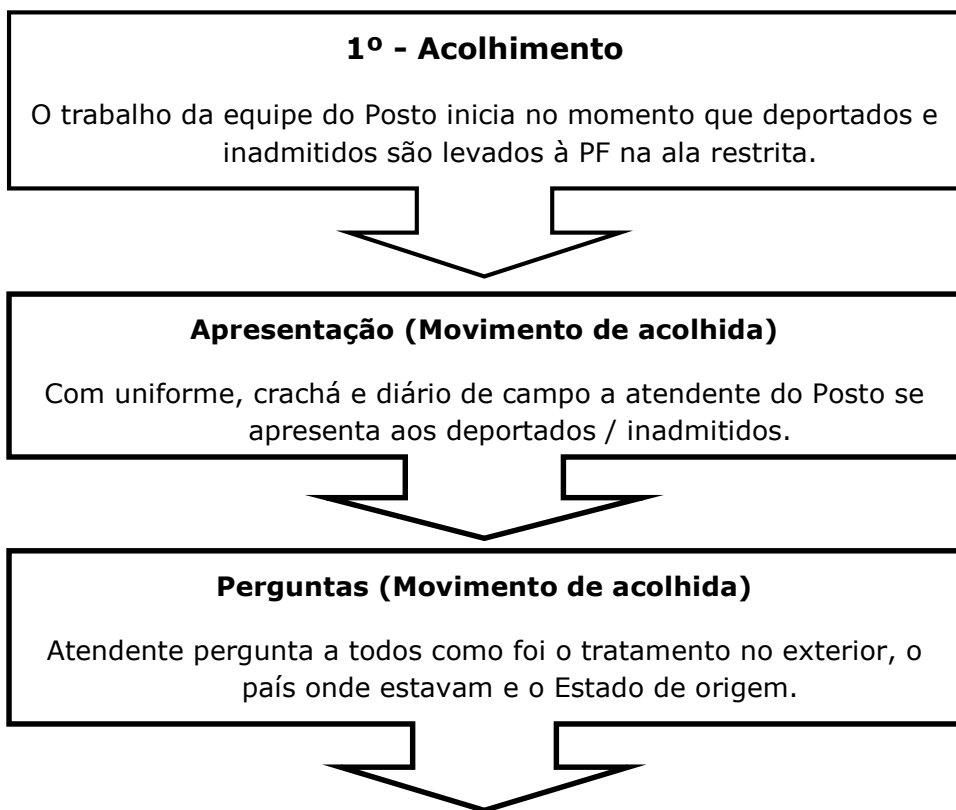 1º - Acolhimento
O trabalho da equipe do Posto inicia no momento que deportados e
inadmitidos são levados à PF na ala restrita.
Apresentação (Movimento de acolhida)
Com uniforme, crachá e diário de campo a atendente do Posto se
apresenta aos deportados / inadmitidos.
Perguntas (Movimento de acolhida)
Atendente pergunta a todos como foi o tratamento no exterior, o
país onde estavam e o Estado de origem.